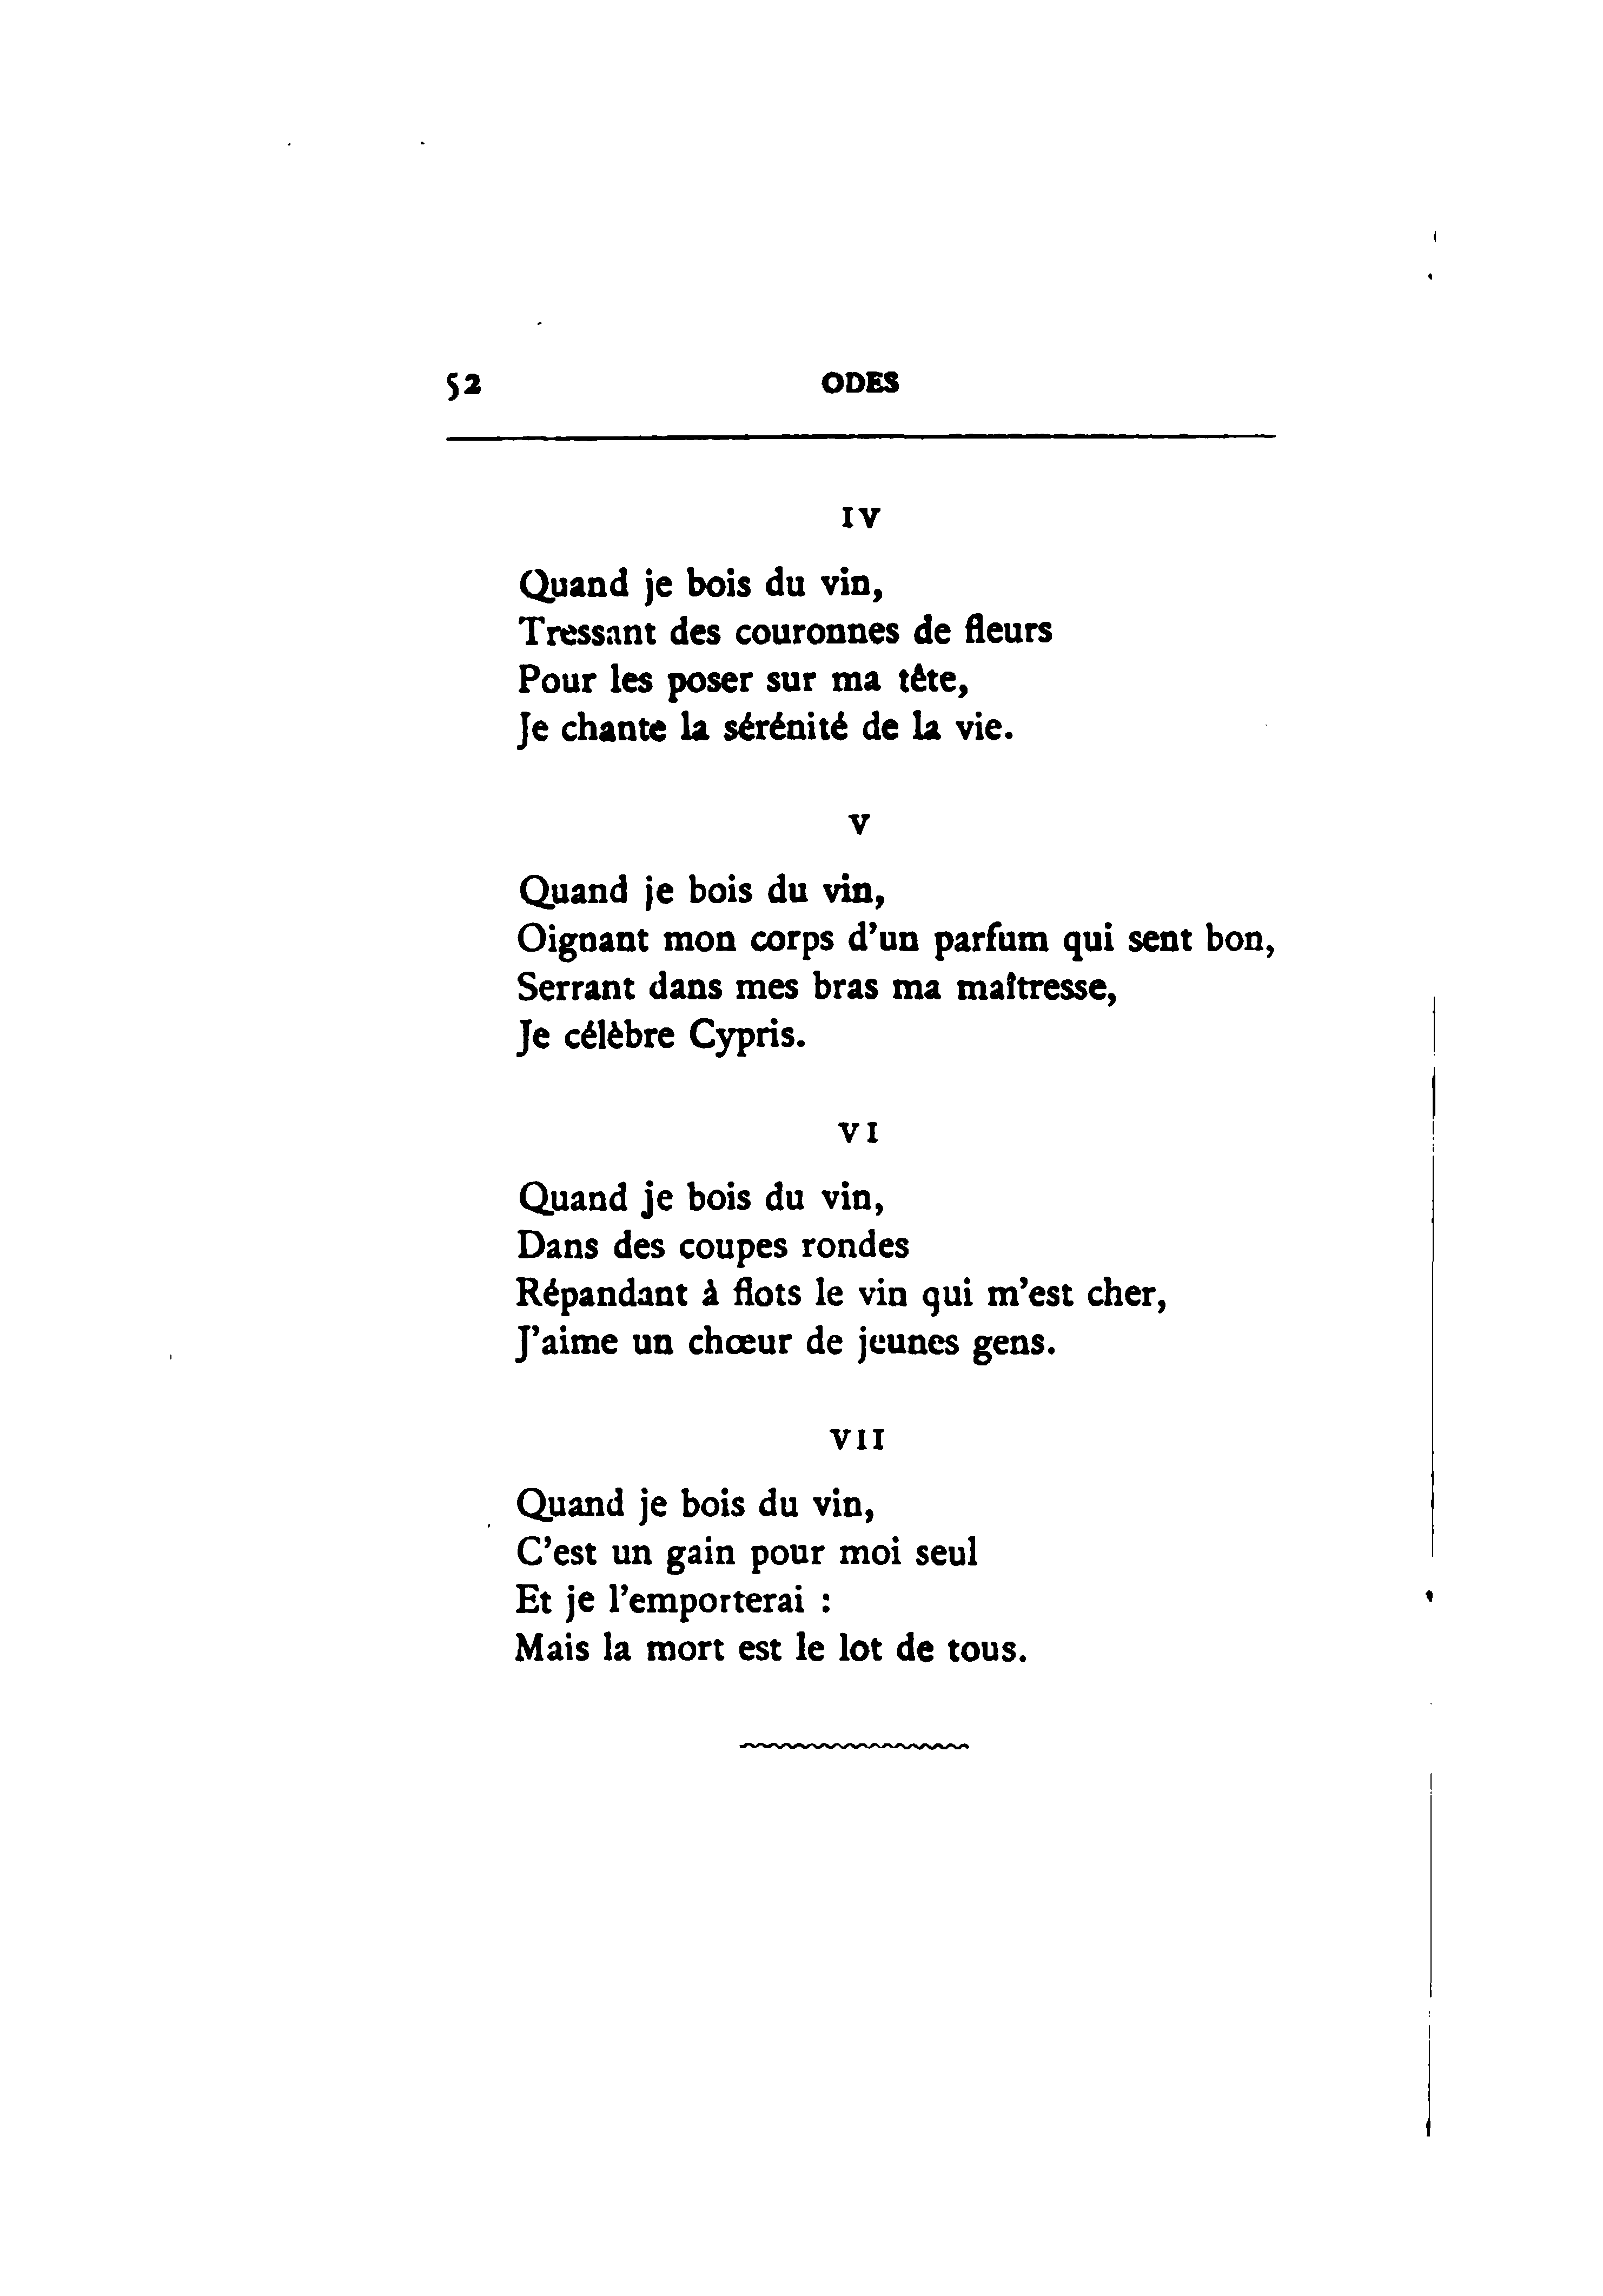 52 ODES
IV
Quand je bois du vin,
Tressant des couronnes de fleurs
Pour les poser sur ma tête,
Je chante la sérénité de la vie.
V
Quand je bois du vin,
Oignant mon corps d'un parfum qui sent bon,
Serrant dans mes bras ma maîtresse,
Je célèbre Cypris.
VI
Quand je bois du vin,
Dans des coupes rondes
Répandant à flots le vin qui m'est cher,
J'aime un chœur de jeunes gens.
VII
Quand je bois du vin,
C'est un gain pour moi seul
Et je l'emporterai :
Mais la mort est le lot de tous.